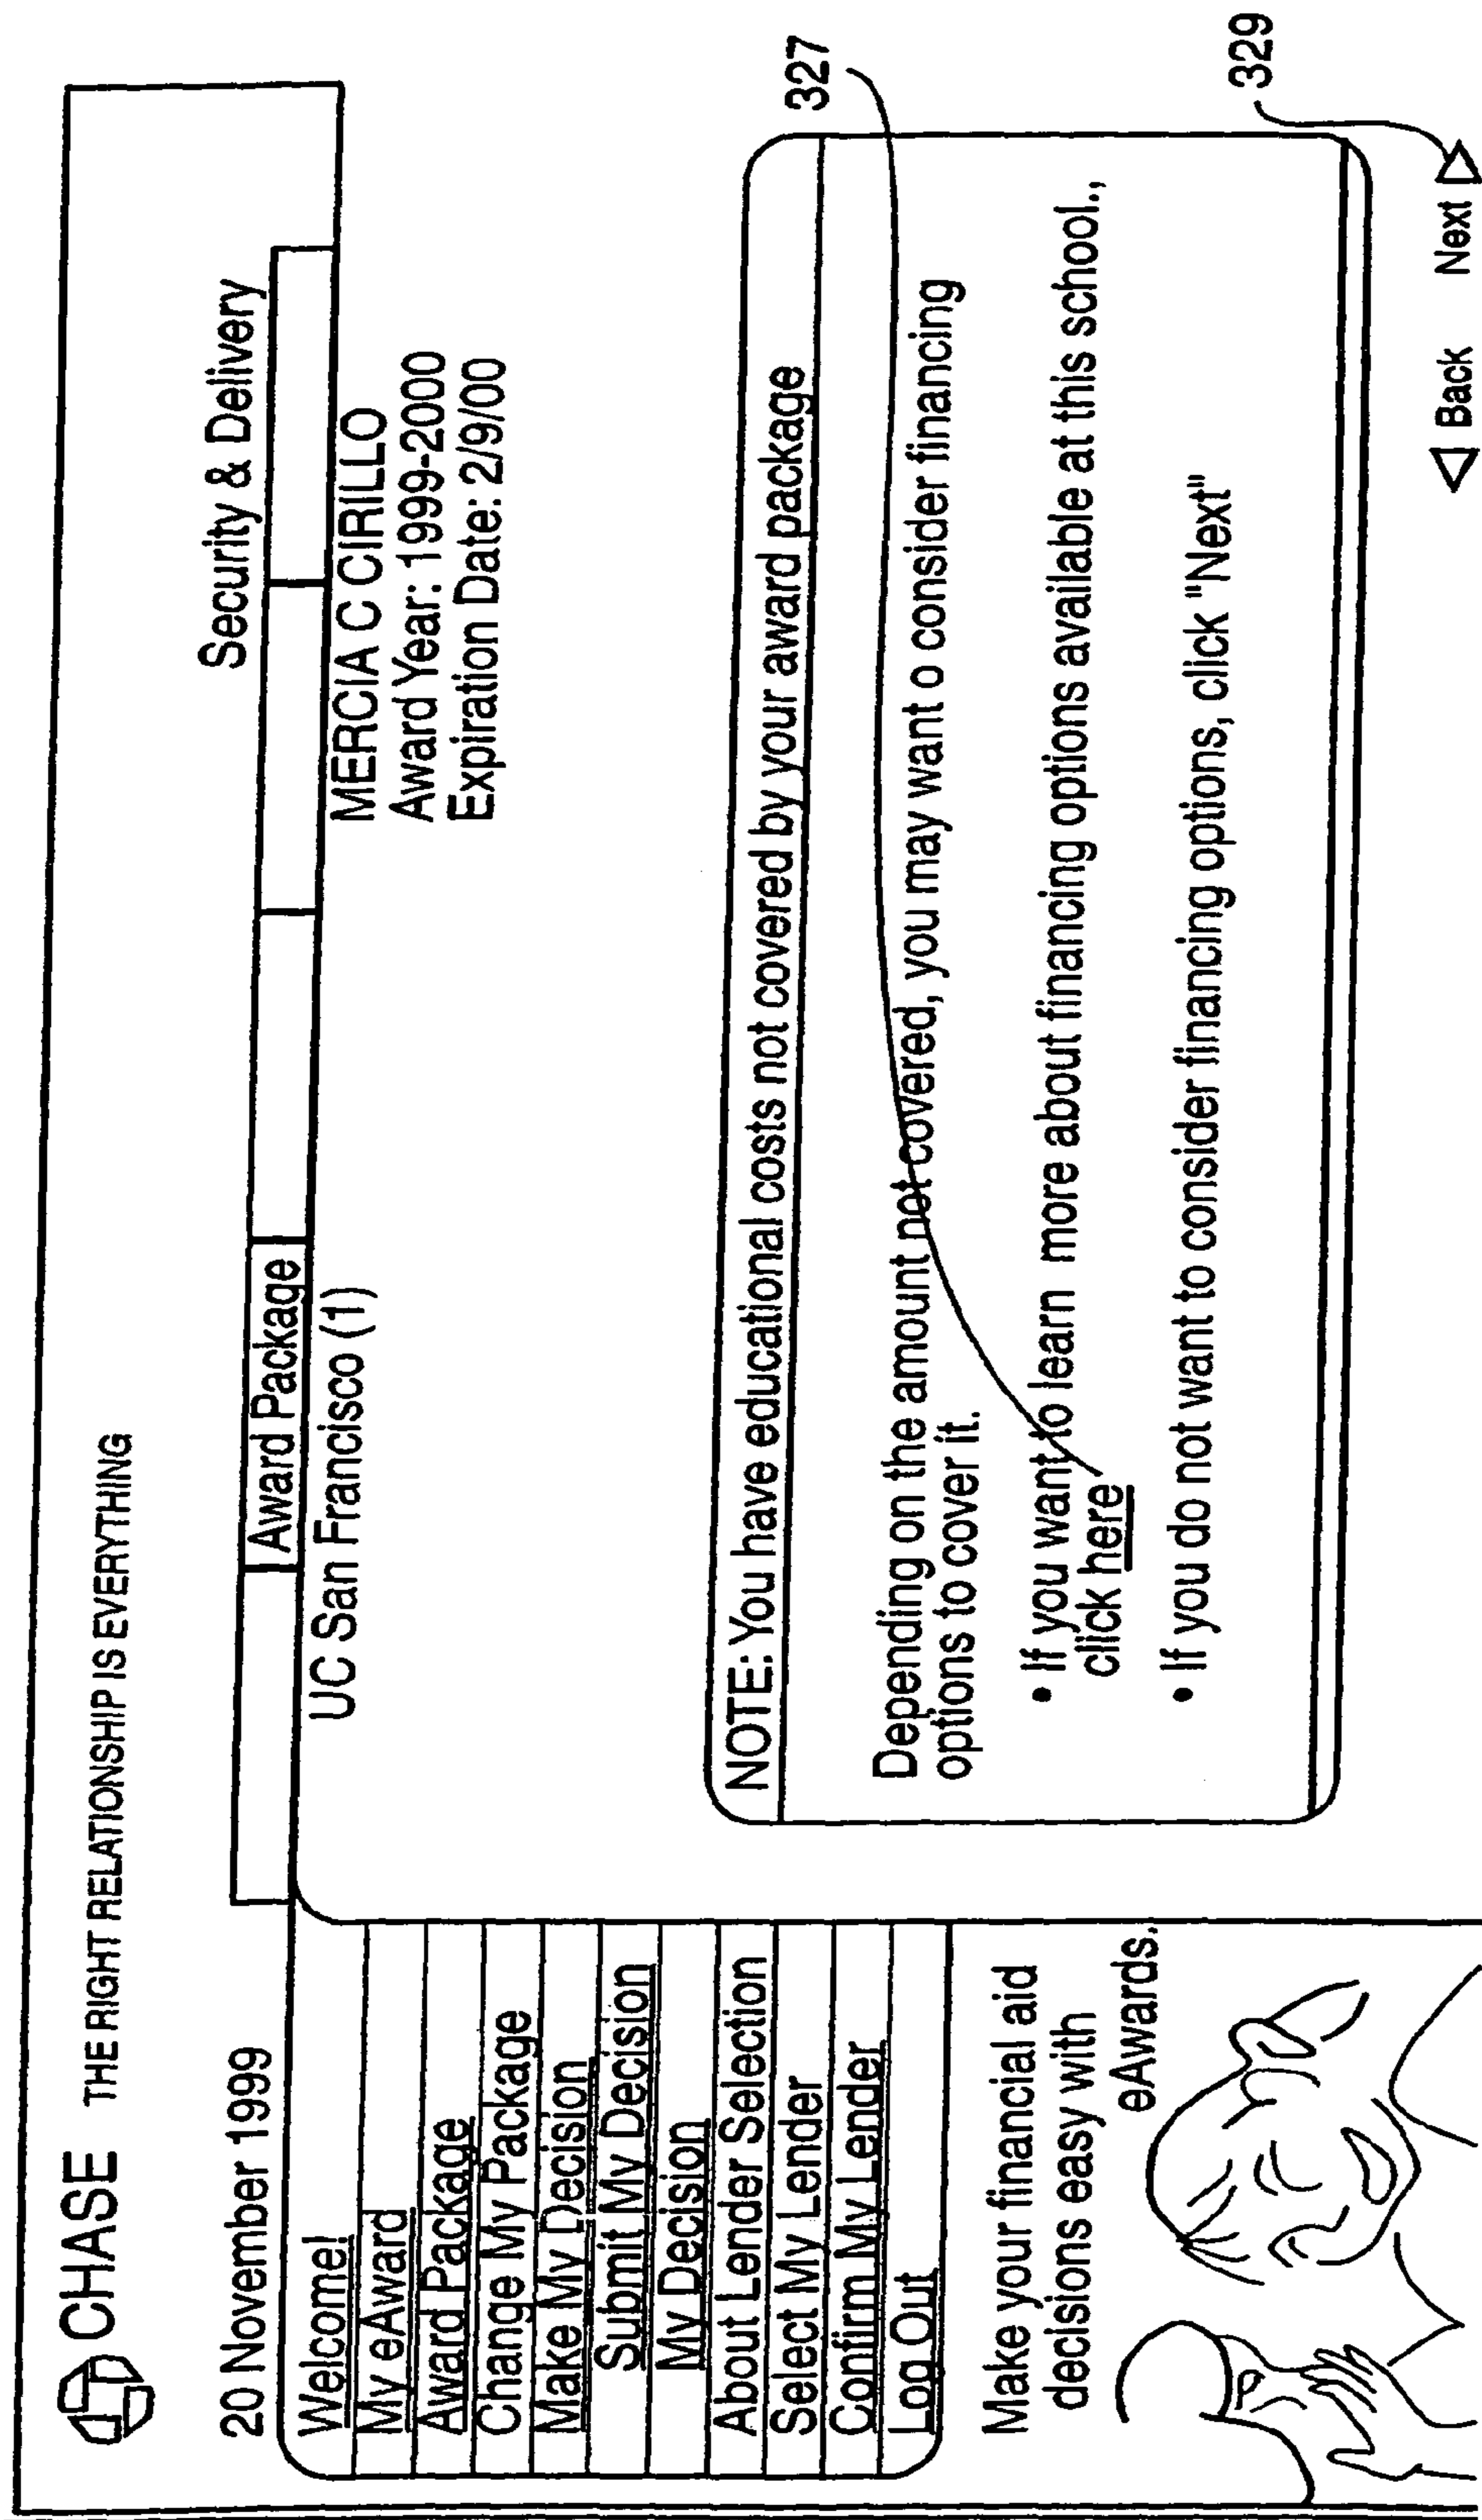 CHASE THE RIGHT RELATIONSHIP IS EVERYTHING
20 November 1999
Security & Delivery
Award Package
UC San Francisco (1)
MERCIA C CIRILLO
Award Year: 1999-2000
Expiration Date: 2/9/00
Welcome!
My eAward
Award Package
Change My Package
Make My Decision
Submit My Decision
My Decision
About Lender Selection
Select My Lender
Confirm My Lender
Log Out
Make your financial aid
decisions easy with
eAwards.
NOTE: You have educational costs not covered by your award package
327
Depending on the amount not covered, you may want o consider financing
options to cover it.
• If you want to learn more about financing options available at this school.,
click here
• If you do not want to consider financing options, click "Next"
329
Back Next